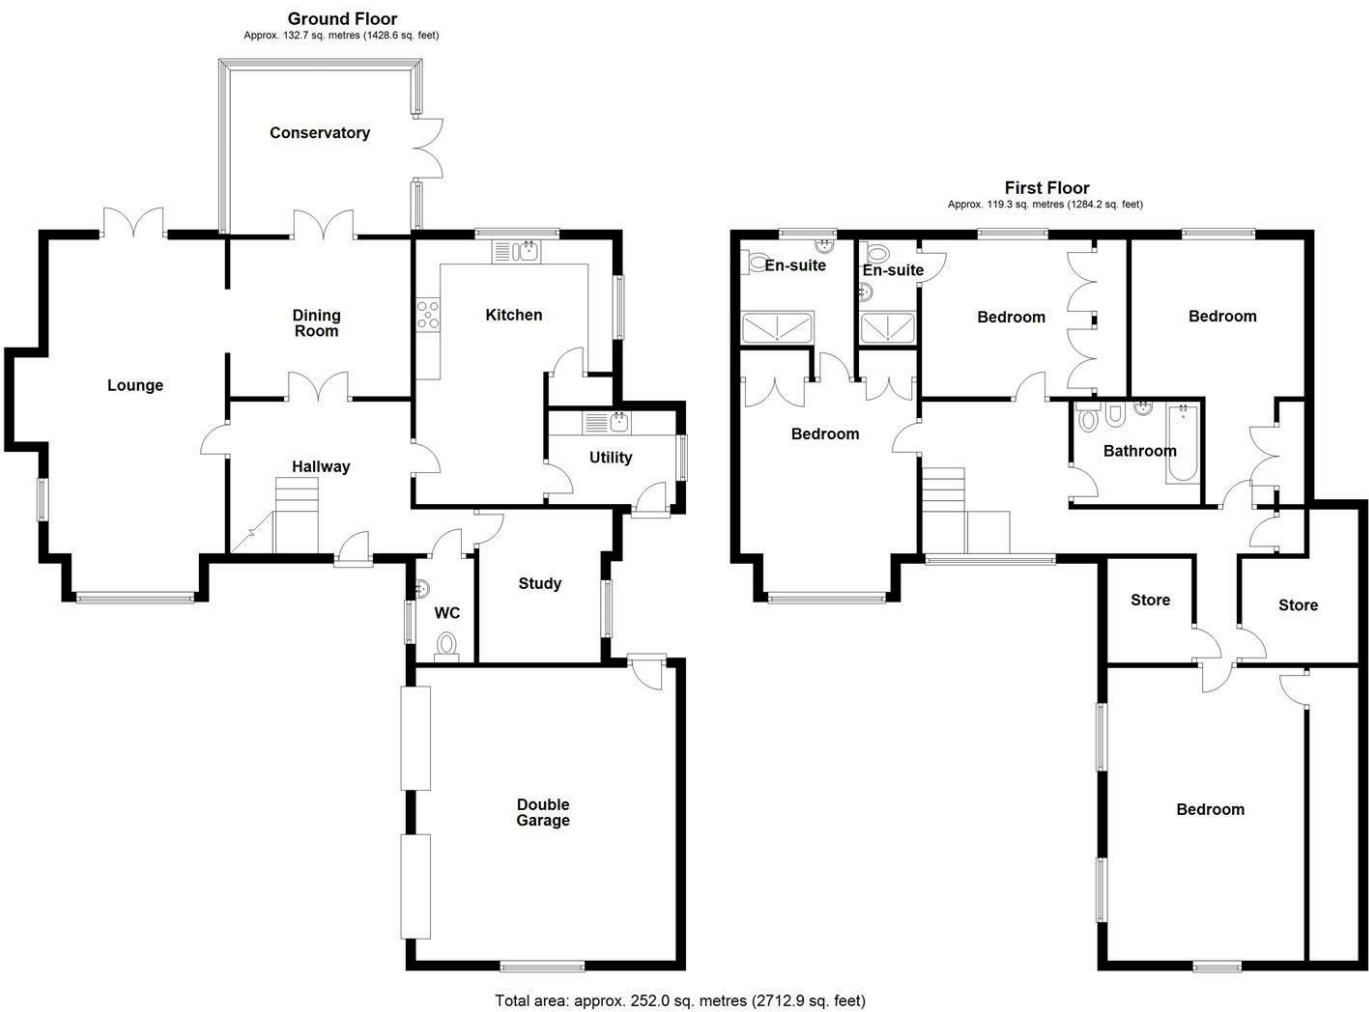 Ground Floor
Approx. 132.7 sq. metres (1428.6 sq. feet)
Conservatory
Dining
Room
Kitchen
Lounge
Hallway
Utility
Study
WC
Double
Garage
First Floor
Approx. 119.3 sq. metres (1284.2 sq. feet)
En-suite
En-suite
Bedroom
Bedroom
Bedroom
Bathroom
Store
Store
Bedroom
Total area: approx. 252.0 sq. metres (2712.9 sq. feet)